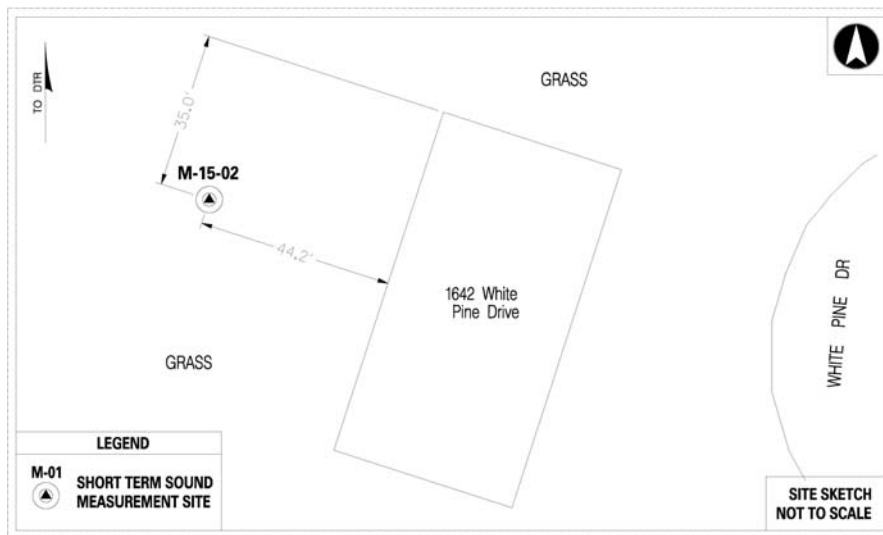 TO DTR
GRASS
35.0'
M-15-02
44.2'
1642 White
Pine Drive
WHITE PINE DR
GRASS
LEGEND
M-01
SHORT TERM SOUND
MEASUREMENT SITE
SITE SKETCH
NOT TO SCALE